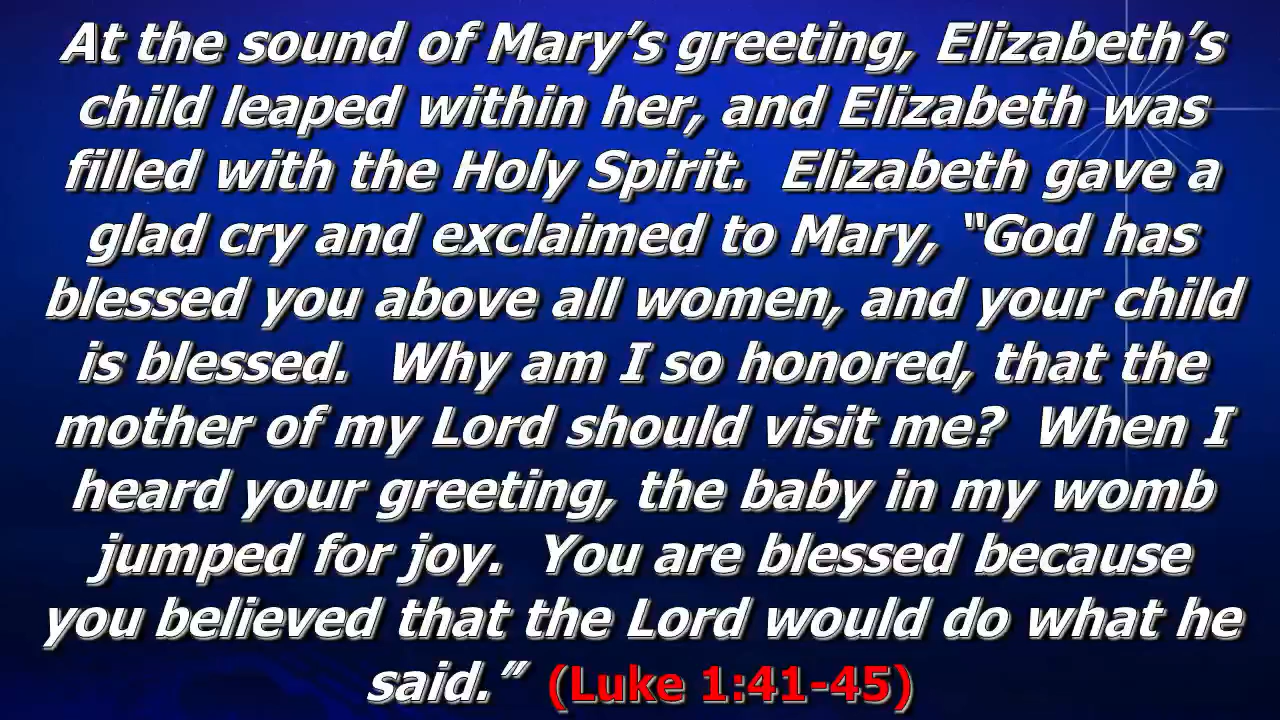 At the sound of Mary’s greeting, Elizabeth’s
child leaped within her, and Elizabeth was
filled with the Holy Spirit.  Elizabeth gave a
glad cry and exclaimed to Mary, “God has
blessed you above all women, and your child
is blessed.  Why am I so honored, that the
mother of my Lord should visit me?  When I
heard your greeting, the baby in my womb
jumped for joy.  You are blessed because
you believed that the Lord would do what he
said.”  (Luke 1:41-45)